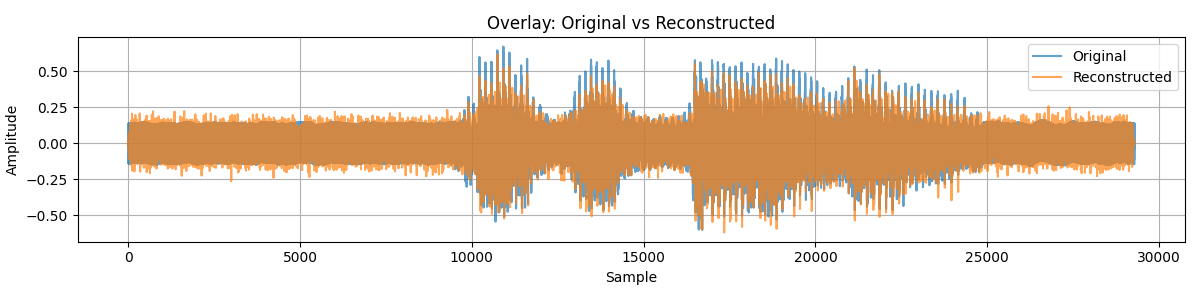 Overlay: Original vs Reconstructed
Original
Reconstructed
Amplitude
0.50
0.25
0.00
−0.25
−0.50
0 5000 10000 15000 20000 25000 30000
Sample